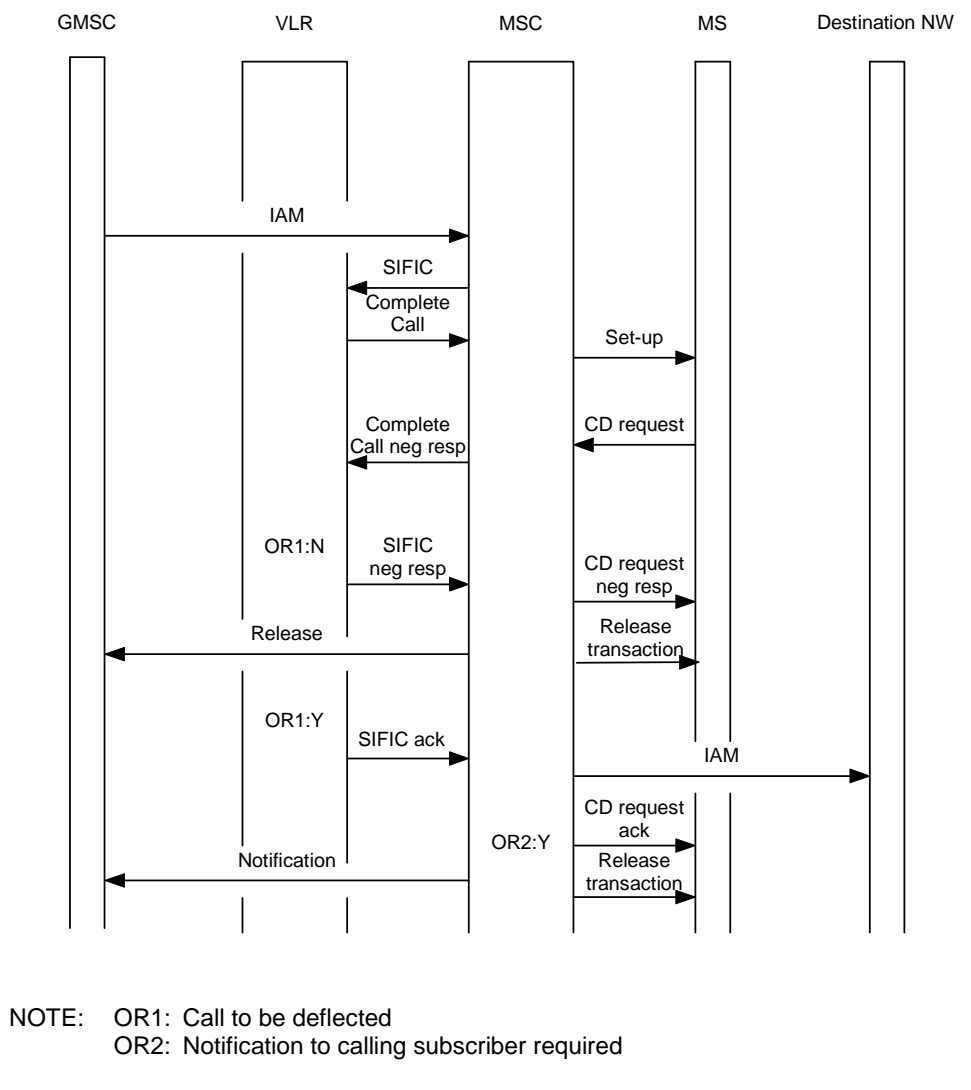 GMSC VLR MSC MS Destination NW
IAM
SIFIC
Complete
Call
Set-up
Complete
Call neg resp
CD request
OR1:N
SIFIC
neg resp
CD request
neg resp
Release
Release
transaction
OR1:Y
SIFIC ack
IAM
CD request
ack
OR2:Y
Notification
Release
transaction
NOTE: OR1: Call to be deflected
OR2: Notification to calling subscriber required